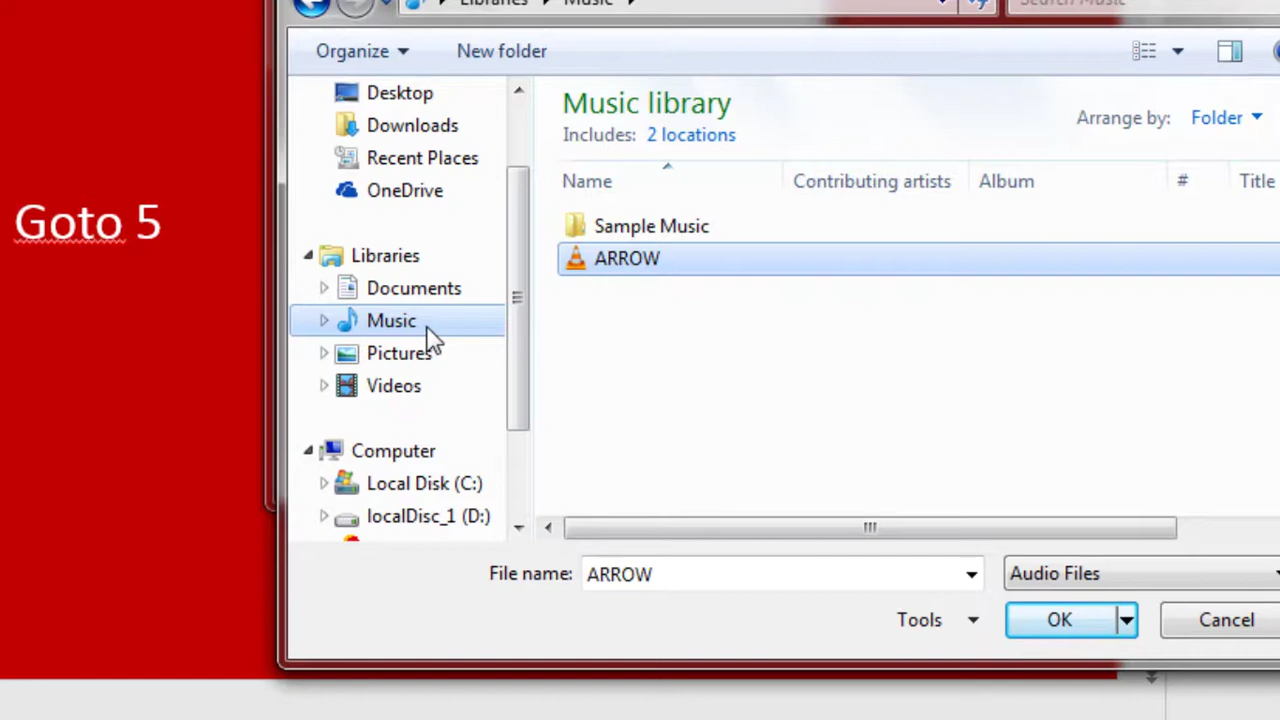 Libraries Music Search Music
Organize New folder
Desktop
Downloads
Recent Places
OneDrive
Libraries
Documents
Music
Pictures
Videos
Computer
Local Disk (C:)
localDisc_1 (D:)
Music library
Includes: 2 locations
Arrange by: Folder
Name Contributing artists Album # Title
Sample Music
ARROW
File name: ARROW Audio Files
Tools OK Cancel
Goto 5